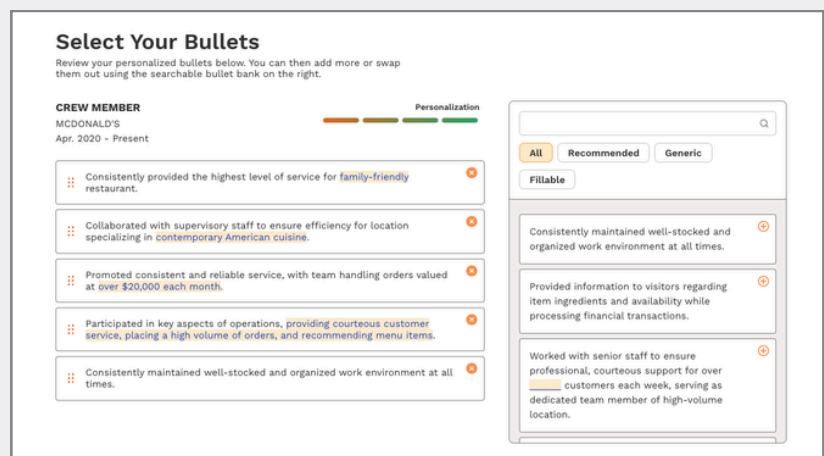 Select Your Bullets
Review your personalized bullets below. You can then add more or swap
them out using the searchable bullet bank on the right.
CREW MEMBER
MCDONALD'S
Apr. 2020 - Present
Personalization
Consistently provided the highest level of service for family-friendly
restaurant.
Collaborated with supervisory staff to ensure efficiency for location
specializing in contemporary American cuisine.
Promoted consistent and reliable service, with team handling orders valued
at over $20,000 each month.
Participated in key aspects of operations, providing courteous customer
service, placing a high volume of orders, and recommending menu items.
Consistently maintained well-stocked and organized work environment at all
times.
All
Recommended
Generic
Fillable
Consistently maintained well-stocked and
organized work environment at all times.
Provided information to visitors regarding
item ingredients and availability while
processing financial transactions.
Worked with senior staff to ensure
professional, courteous support for over
_____ customers each week, serving as
dedicated team member of high-volume
location.